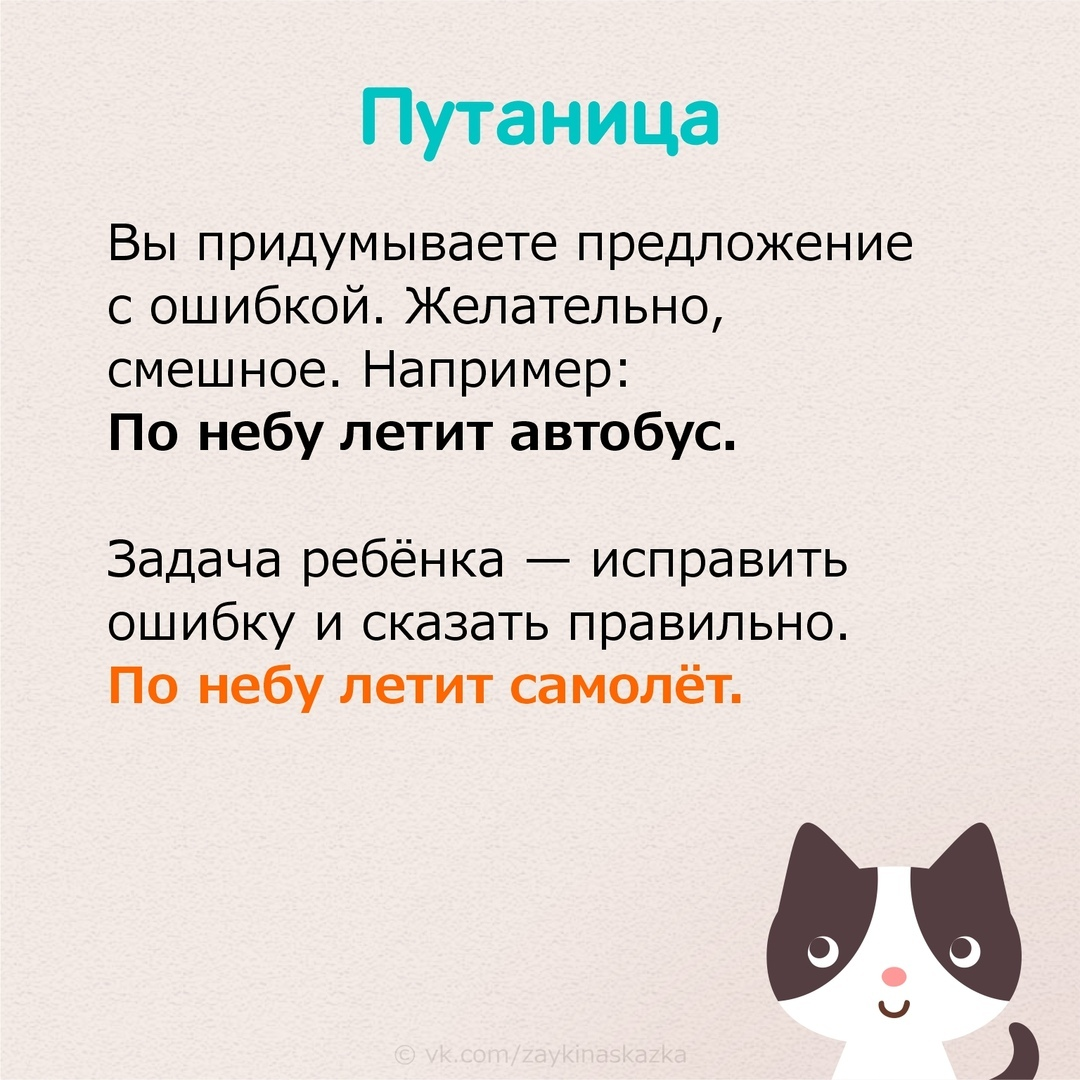 Путаница
Вы придумываете предложение
с ошибкой. Желательно,
смешное. Например:
По небу летит автобус.
Задача ребёнка — исправить
ошибку и сказать правильно.
По небу летит самолёт.
© vk.com/zaykinaskazka